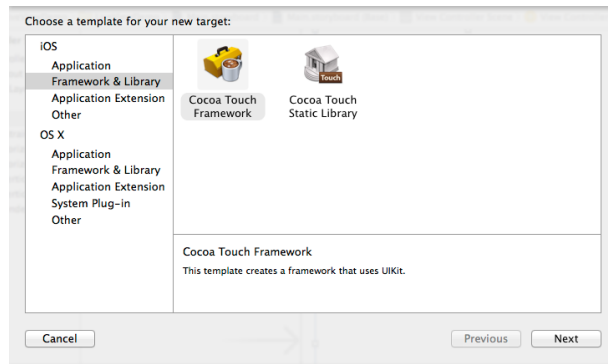 Choose a template for your new target:
iOS
Application
Framework & Library
Application Extension
Other
OS X
Application
Framework & Library
Application Extension
System Plug-in
Other
Touch
Cocoa Touch
Framework
Cocoa Touch
Static Library
Cocoa Touch Framework
This template creates a framework that uses UIKit.
Cancel
Previous
Next